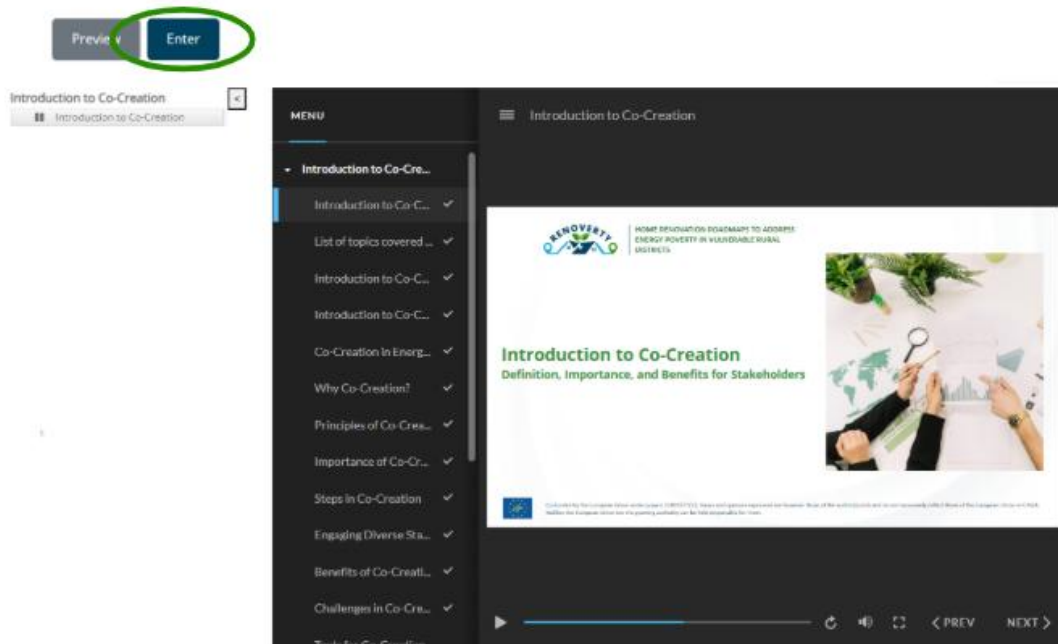 Preview
Enter
Introduction to Co-Creation
<
Introduction to Co-Creation
MENU
Introduction to Co-Cre...
Introduction to Co-C...
List of topics covered ...
Introduction to Co-C...
Introduction to Co-C...
Co-Creation in Energ...
Why Co-Creation?
Principles of Co-Crea...
Importance of Co-Cr...
Steps in Co-Creation
Engaging Diverse Sta...
Benefits of Co-Creati...
Challenges in Co-Cre...
Tools for Co-Creation
Introduction to Co-Creation
RENOVERTY
HOME RENOVATION ROADMAPS TO ADDRESS
ENERGY POVERTY IN VULNERABLE RURAL
DISTRICTS
Introduction to Co-Creation
Definition, Importance, and Benefits for Stakeholders
PREV
NEXT